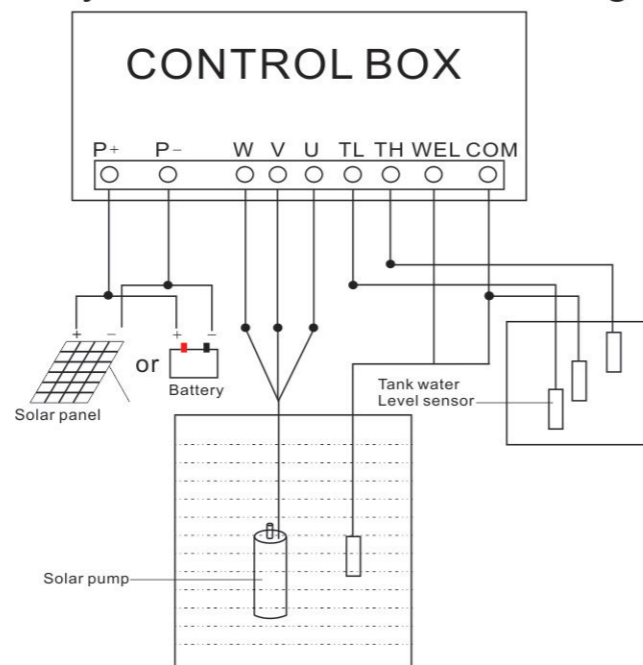 CONTROL BOX
P+ P- W V U TL TH WEL COM
+ - + -
or
Battery
Solar panel
Tank water
Level sensor
Solar pump